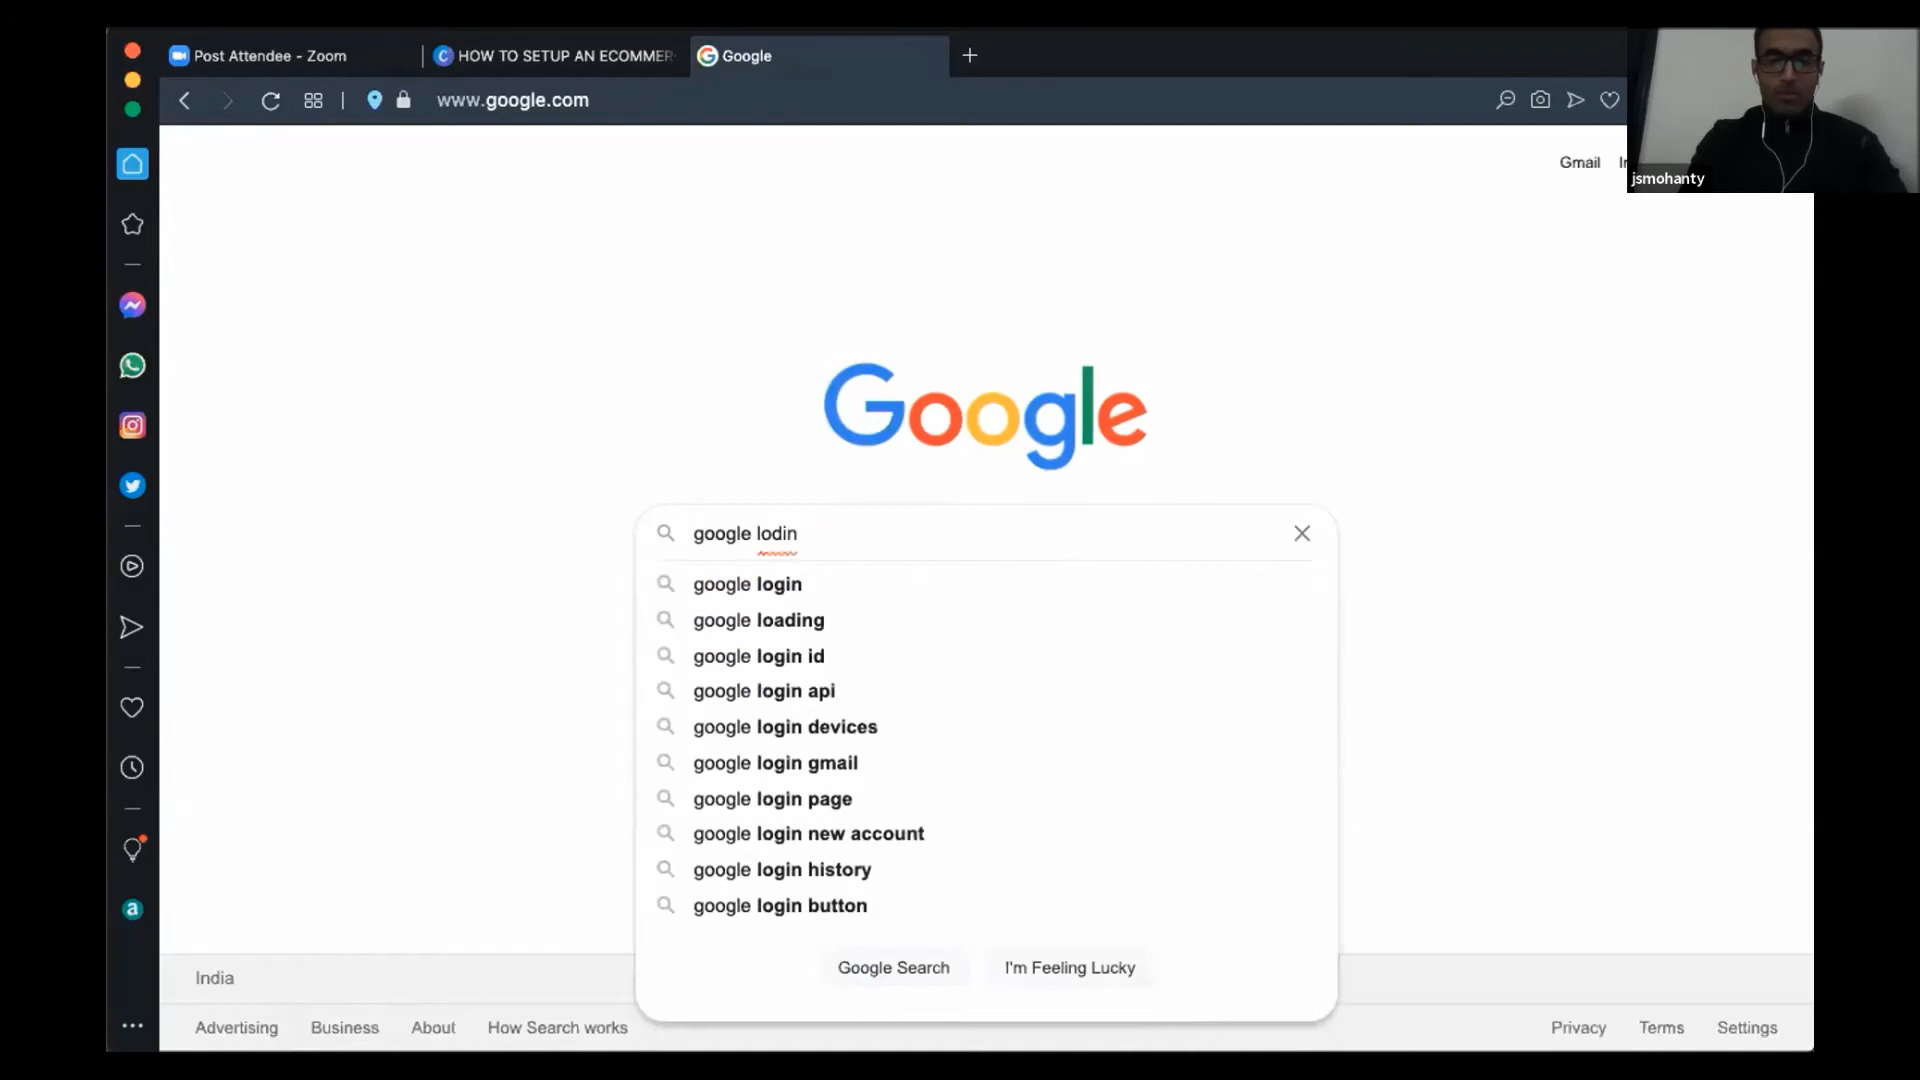 Post Attendee - Zoom
HOW TO SETUP AN ECOMMER
Google
www.google.com
Gmail
jsmohanty
Google
google lodin
google login
google loading
google login id
google login api
google login devices
google login gmail
google login page
google login new account
google login history
google login button
Google Search
I'm Feeling Lucky
India
Advertising
Business
About
How Search works
Privacy
Terms
Settings